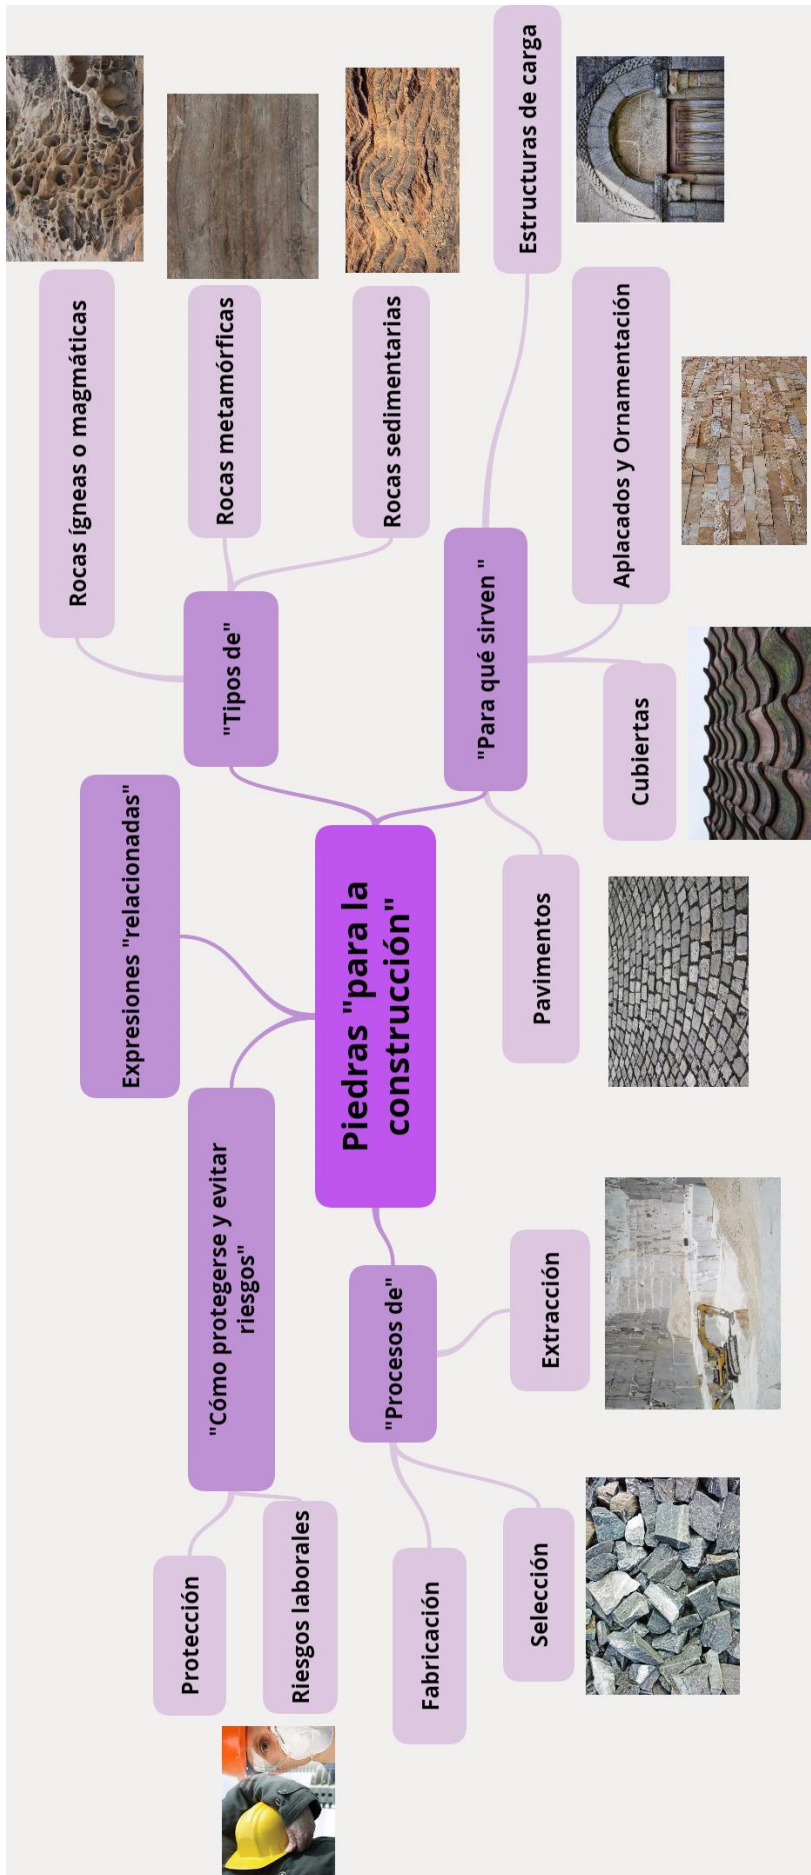 Expresiones "relacionadas"
"Cómo protegerse y evitar
riesgos"
Protección
Riesgos laborales
"Tipos de"
Rocas ígneas o magmáticas
Rocas metamórficas
Rocas sedimentarias
Piedras "para la
construcción"
"Procesos de"
Fabricación
Selección
Extracción
"Para qué sirven "
Pavimentos
Cubiertas
Aplacados y Ornamentación
Estructuras de carga